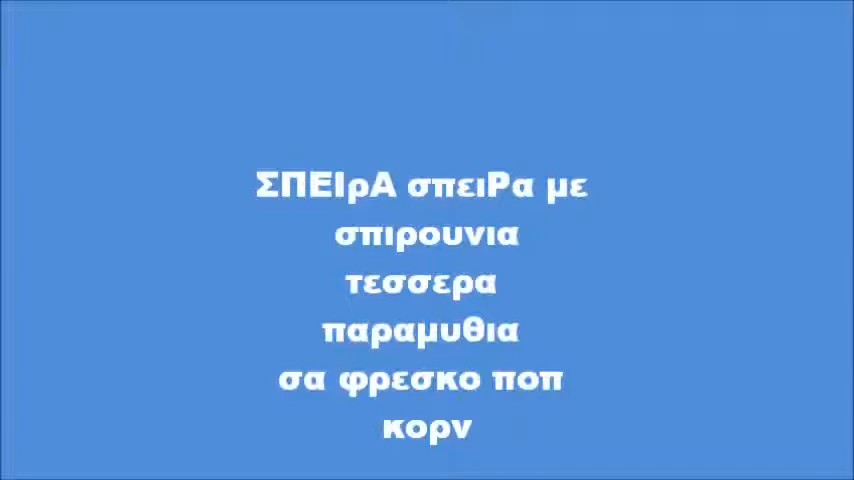 ΣΠΕΙρΑ σπειΡα με
σπιρουνια
τεσσερα
παραμυθια
σα φρεσκο ποπ
κορν